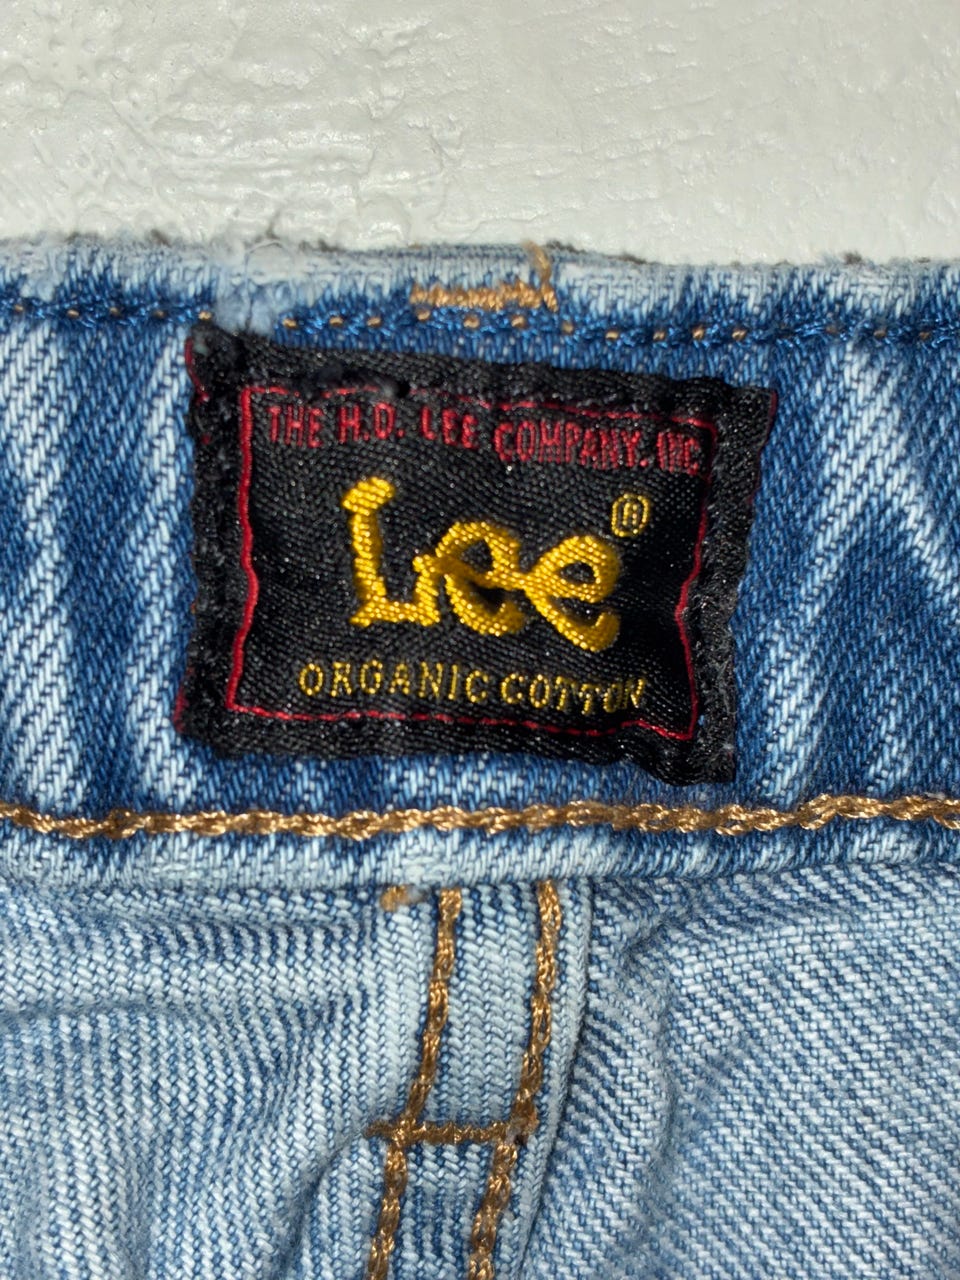 THE H.D. LEE COMPANY. INC
Lee®
ORGANIC COTTON